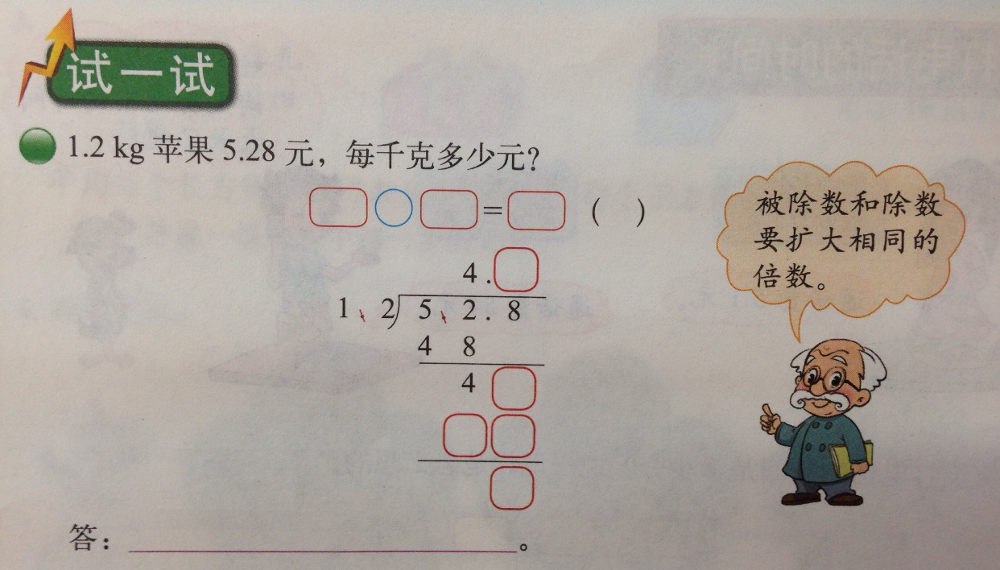 试一试
1.2 kg 苹果 5.28 元，每千克多少元？
= （ ）
被除数和除数
要扩大相同的
倍数。
4 .
1 、 2 5 、 2 . 8
4 8
4
答： 。